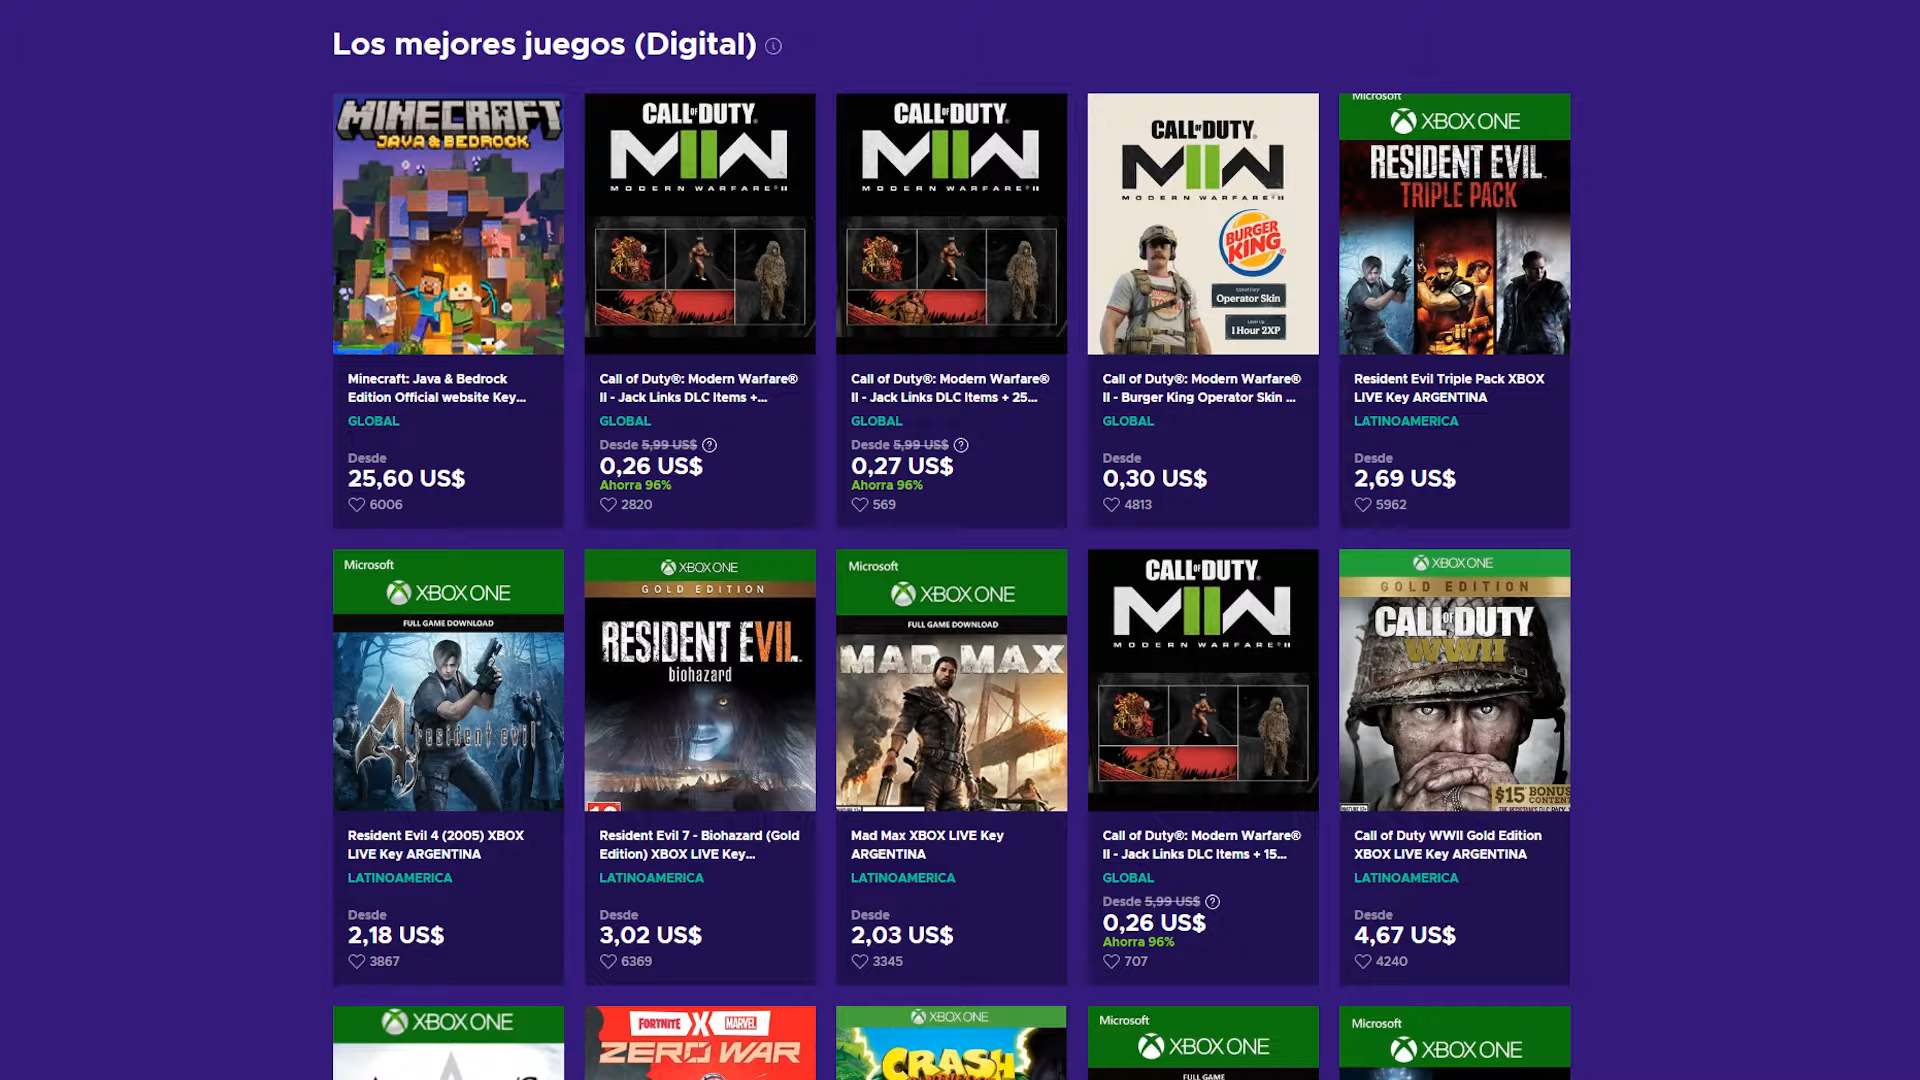 Los mejores juegos (Digital)
MINECRAFT
JAVA & BEDROCK
Minecraft: Java & Bedrock
Edition Official website Key...
GLOBAL
Desde
25,60 US$
6006
CALL OF DUTY®
MWII
MODERN WARFARE® II
Call of Duty®: Modern Warfare®
II - Jack Links DLC Items +...
GLOBAL
Desde 5,99 US$ ?
0,26 US$
Ahorra 96%
2820
CALL OF DUTY®
MWII
MODERN WARFARE® II
Call of Duty®: Modern Warfare®
II - Jack Links DLC Items + 25...
GLOBAL
Desde 5,99 US$ ?
0,27 US$
Ahorra 96%
569
CALL OF DUTY®
MWII
MODERN WARFARE® II
BURGER
KING®
Operator Skin
Level Up
1 Hour 2XP
Call of Duty®: Modern Warfare®
II - Burger King Operator Skin ...
GLOBAL
Desde
0,30 US$
4813
Microsoft
XBOX ONE
RESIDENT EVIL
TRIPLE PACK
Resident Evil Triple Pack XBOX
LIVE Key ARGENTINA
LATINOAMERICA
Desde
2,69 US$
5962
Microsoft
XBOX ONE
FULL GAME DOWNLOAD
4
resident evil
Resident Evil 4 (2005) XBOX
LIVE Key ARGENTINA
LATINOAMERICA
Desde
2,18 US$
3867
XBOX ONE
GOLD EDITION
RESIDENT EVII.
biohazard
Resident Evil 7 - Biohazard (Gold
Edition) XBOX LIVE Key...
LATINOAMERICA
Desde
3,02 US$
6369
Microsoft
XBOX ONE
FULL GAME DOWNLOAD
MAD MAX
Mad Max XBOX LIVE Key
ARGENTINA
LATINOAMERICA
Desde
2,03 US$
3345
CALL OF DUTY®
MWII
MODERN WARFARE® II
Call of Duty®: Modern Warfare®
II - Jack Links DLC Items + 15...
GLOBAL
Desde 5,99 US$ ?
0,26 US$
Ahorra 96%
707
XBOX ONE
GOLD EDITION
CALL OF DUTY®
WWII
$15 BONUS
CONTENT
Call of Duty WWII Gold Edition
XBOX LIVE Key ARGENTINA
LATINOAMERICA
Desde
4,67 US$
4240
XBOX ONE
FORTNITE X MARVEL
ZERO WAR
XBOX ONE
CRASH
Microsoft
XBOX ONE
FULL GAME
Microsoft
XBOX ONE